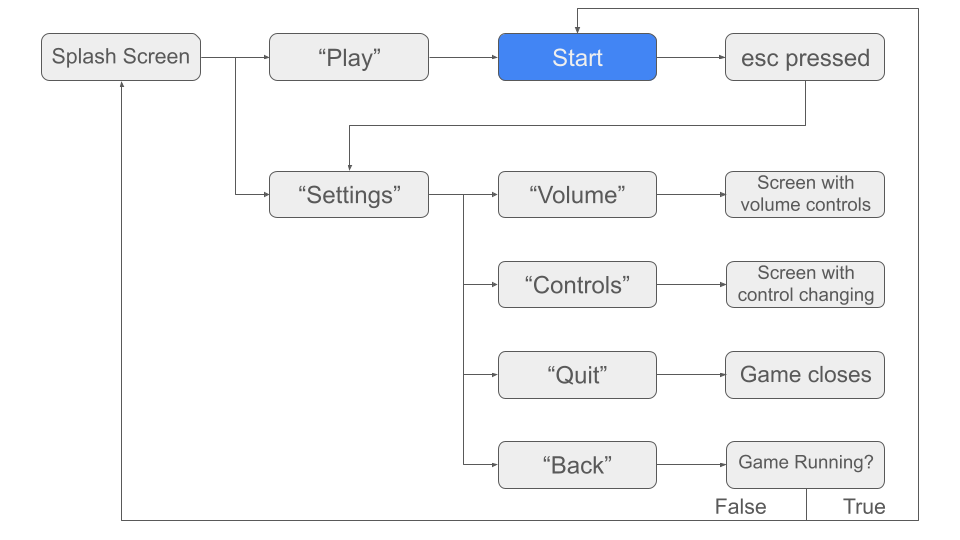 Splash Screen
“Play”
Start
esc pressed
“Settings”
“Volume”
Screen with
volume controls
“Controls”
Screen with
control changing
“Quit”
Game closes
“Back”
Game Running?
False
True